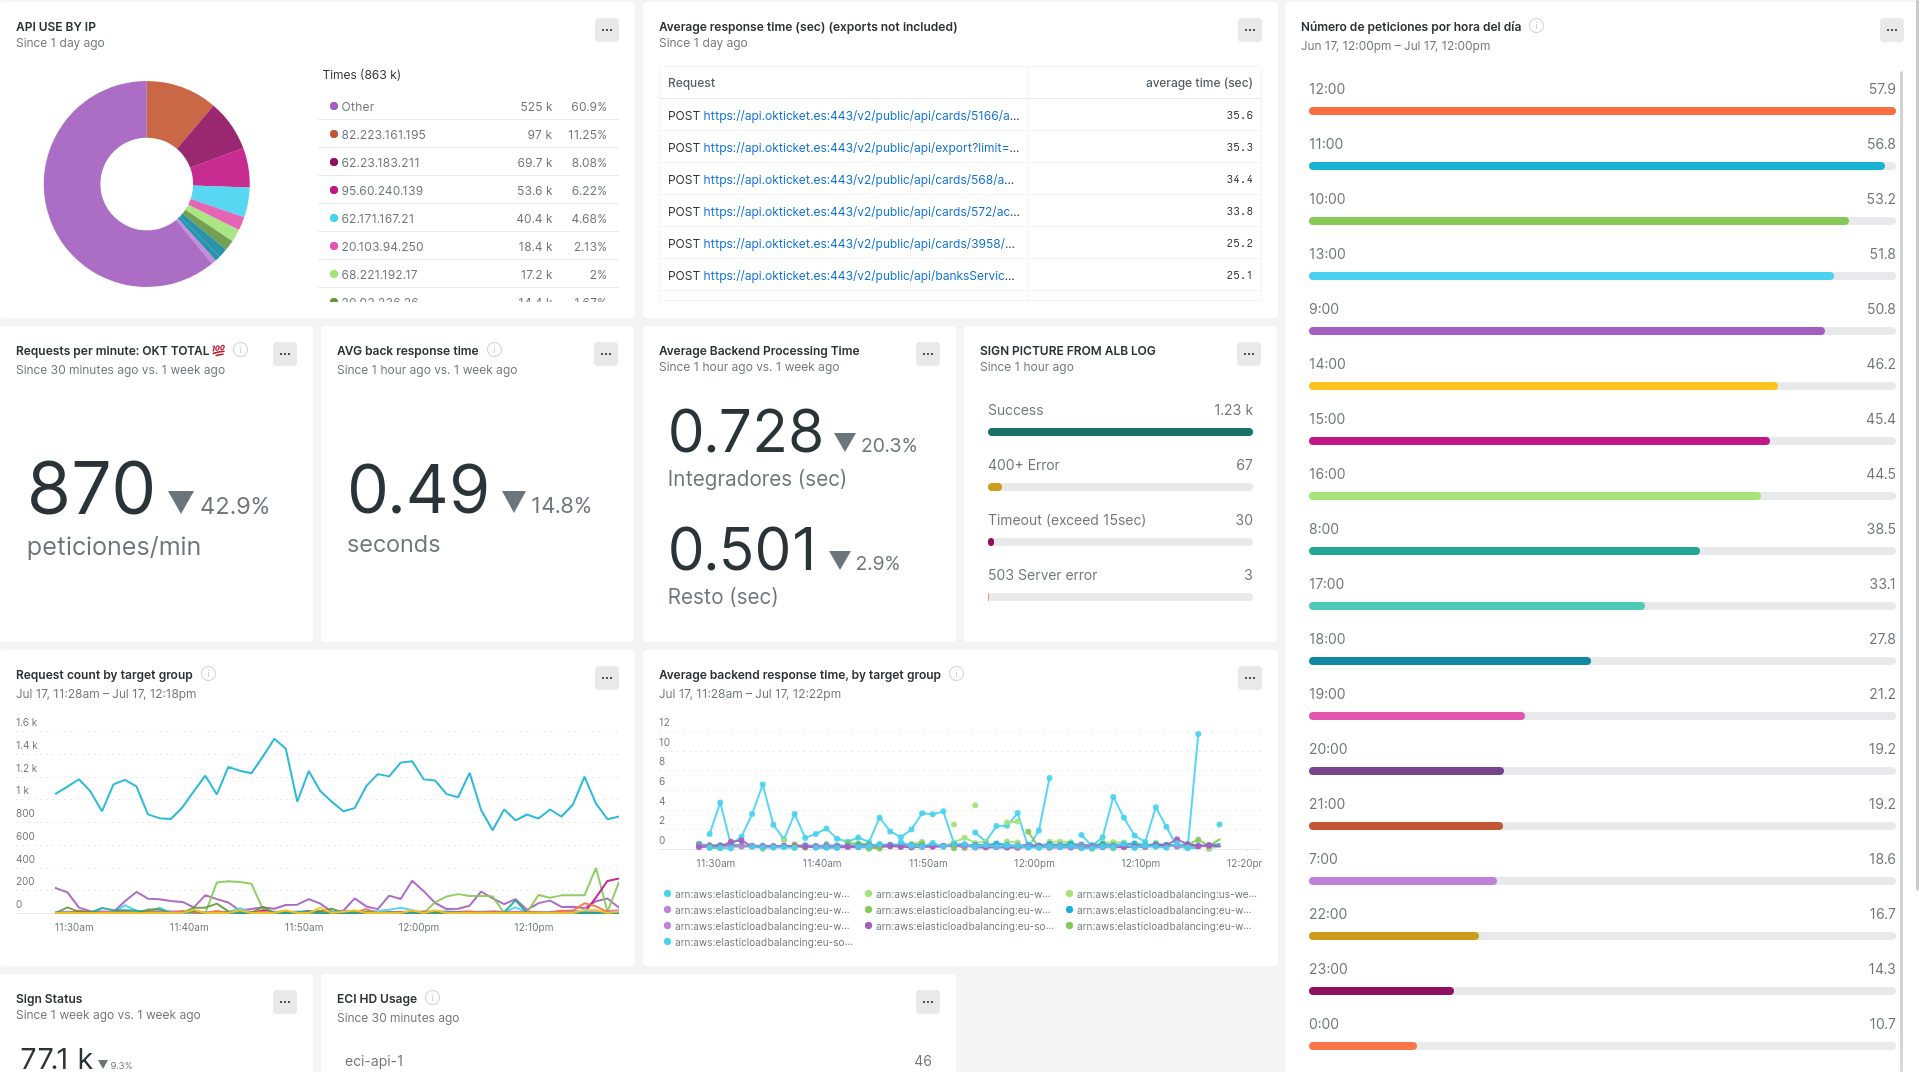 API USE BY IP
Since 1 day ago
...
Times (863 k)
Other 525 k 60.9%
82.223.161.195 97 k 11.25%
62.23.183.211 69.7 k 8.08%
95.60.240.139 53.6 k 6.22%
62.171.167.21 40.4 k 4.68%
20.103.94.250 18.4 k 2.13%
68.221.192.17 17.2 k 2%
Average response time (sec) (exports not included)
Since 1 day ago
...
Request average time (sec)
POST https://api.okticket.es:443/v2/public/api/cards/5166/a... 35.6
POST https://api.okticket.es:443/v2/public/api/export?limit=... 35.3
POST https://api.okticket.es:443/v2/public/api/cards/568/a... 34.4
POST https://api.okticket.es:443/v2/public/api/cards/572/ac... 33.8
POST https://api.okticket.es:443/v2/public/api/cards/3958/... 25.2
POST https://api.okticket.es:443/v2/public/api/banksServic... 25.1
Número de peticiones por hora del día
Jun 17, 12:00pm – Jul 17, 12:00pm
...
12:00 57.9
11:00 56.8
10:00 53.2
13:00 51.8
9:00 50.8
14:00 46.2
15:00 45.4
16:00 44.5
8:00 38.5
17:00 33.1
18:00 27.8
19:00 21.2
20:00 19.2
21:00 19.2
7:00 18.6
22:00 16.7
23:00 14.3
0:00 10.7
Requests per minute: OKT TOTAL 💯
Since 30 minutes ago vs. 1 week ago
...
870 ▼ 42.9%
peticiones/min
AVG back response time
Since 1 hour ago vs. 1 week ago
...
0.49 ▼ 14.8%
seconds
Average Backend Processing Time
Since 1 hour ago vs. 1 week ago
...
0.728 ▼ 20.3%
Integradores (sec)
0.501 ▼ 2.9%
Resto (sec)
SIGN PICTURE FROM ALB LOG
Since 1 hour ago
...
Success 1.23 k
400+ Error 67
Timeout (exceed 15sec) 30
503 Server error 3
Request count by target group
Jul 17, 11:28am – Jul 17, 12:18pm
...
1.6 k
1.4 k
1.2 k
1 k
800
600
400
200
0
11:30am 11:40am 11:50am 12:00pm 12:10pm
Average backend response time, by target group
Jul 17, 11:28am – Jul 17, 12:22pm
...
12
10
8
6
4
2
0
11:30am 11:40am 11:50am 12:00pm 12:10pm 12:20pr
arn:aws:elasticloadbalancing:eu-w... arn:aws:elasticloadbalancing:eu-w... arn:aws:elasticloadbalancing:us-we...
arn:aws:elasticloadbalancing:eu-w... arn:aws:elasticloadbalancing:eu-w... arn:aws:elasticloadbalancing:eu-w...
arn:aws:elasticloadbalancing:eu-w... arn:aws:elasticloadbalancing:eu-so... arn:aws:elasticloadbalancing:eu-w...
arn:aws:elasticloadbalancing:eu-so...
Sign Status
Since 1 week ago vs. 1 week ago
...
77.1 k ▼ 9.3%
ECI HD Usage
Since 30 minutes ago
...
eci-api-1 46